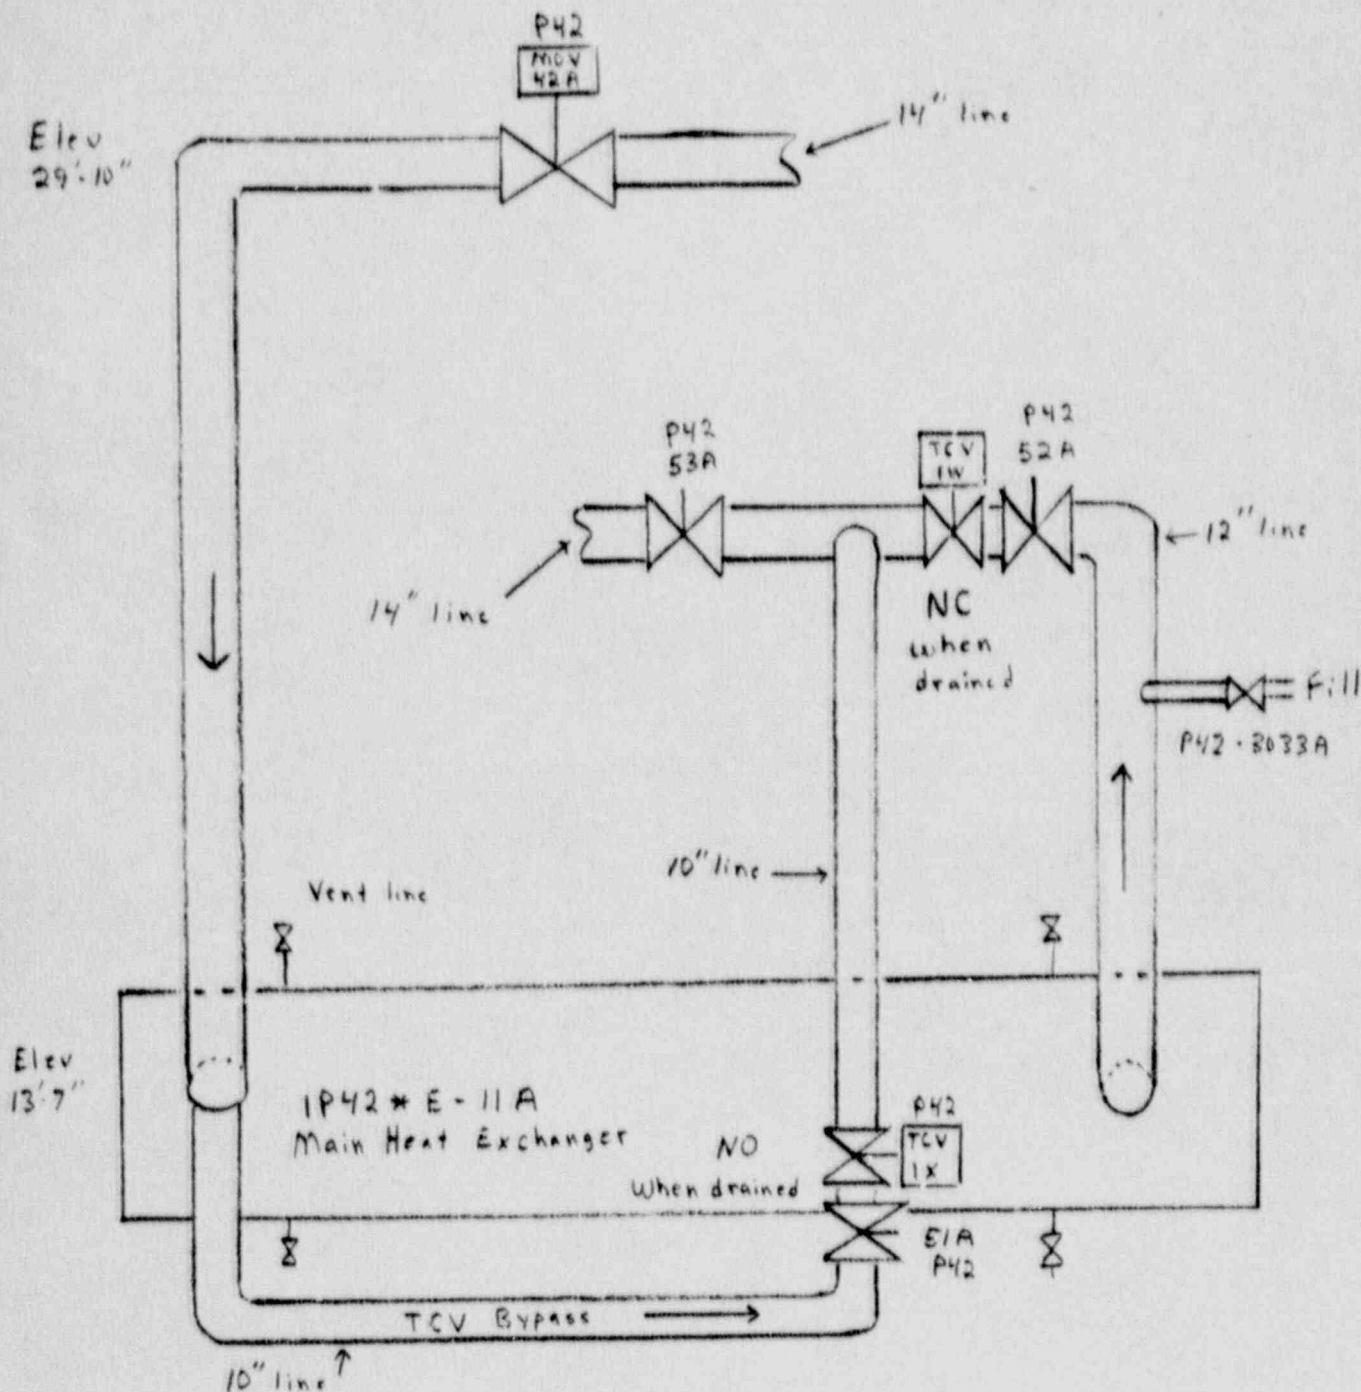 P42
MOV
42A
Elev
29'-10"
14" line
P42
53A
TCV
1W
P42
52A
12" line
14" line
NC
when
drained
Fill
P42-3033A
10" line
Vent line
Elev
13'7"
1P42 * E-11A
Main Heat Exchanger
NO
When drained
P42
TCV
1X
E1A
P42
TCV Bypass
10" line